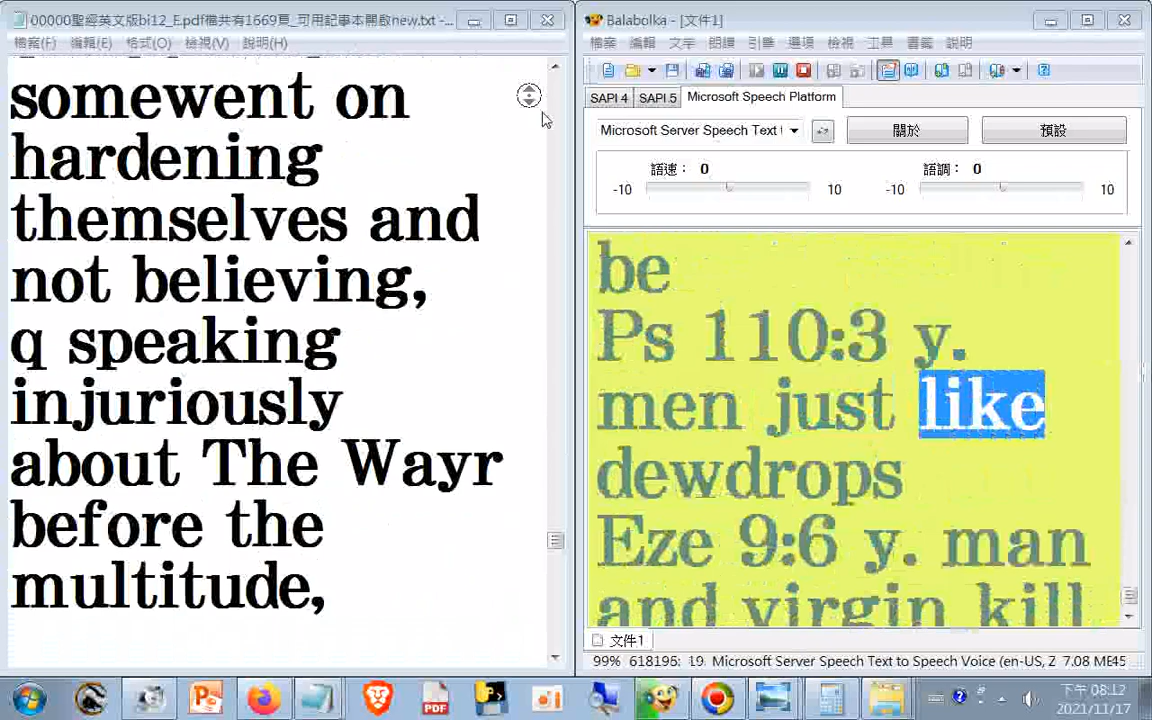 00000聖經英文版bi12_E.pdf檔共有1669頁_可用記事本開啟new.txt -...
檔案(F) 編輯(E) 格式(O) 檢視(V) 說明(H)
somewent on
hardening
themselves and
not believing,
q speaking
injuriously
about The Wayr
before the
multitude,
Balabolka - [文件1]
檔案 編輯 文字 朗讀 引擎 選項 檢視 工具 書籤 說明
SAPI 4 SAPI 5 Microsoft Speech Platform
Microsoft Server Speech Text t
關於 預設
語速： 0 語調： 0
-10 10 -10 10
be
Ps 110:3 y.
men just like
dewdrops
Eze 9:6 y. man
and virgin kill
文件1
99% 618195: 19 Microsoft Server Speech Text to Speech Voice (en-US, Z 7.08 ME45
PDF
下午 08:12
2021/11/17